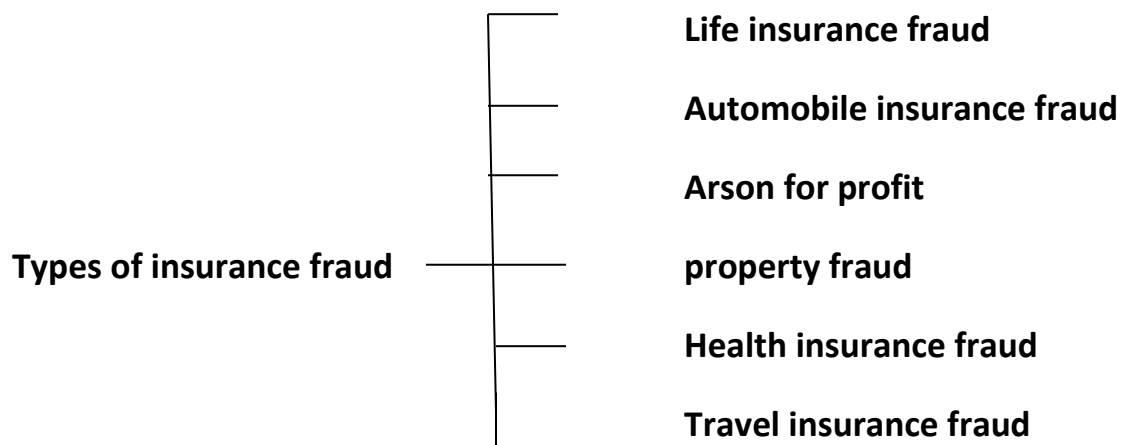 Life insurance fraud
Automobile insurance fraud
Arson for profit
Types of insurance fraud
property fraud
Health insurance fraud
Travel insurance fraud